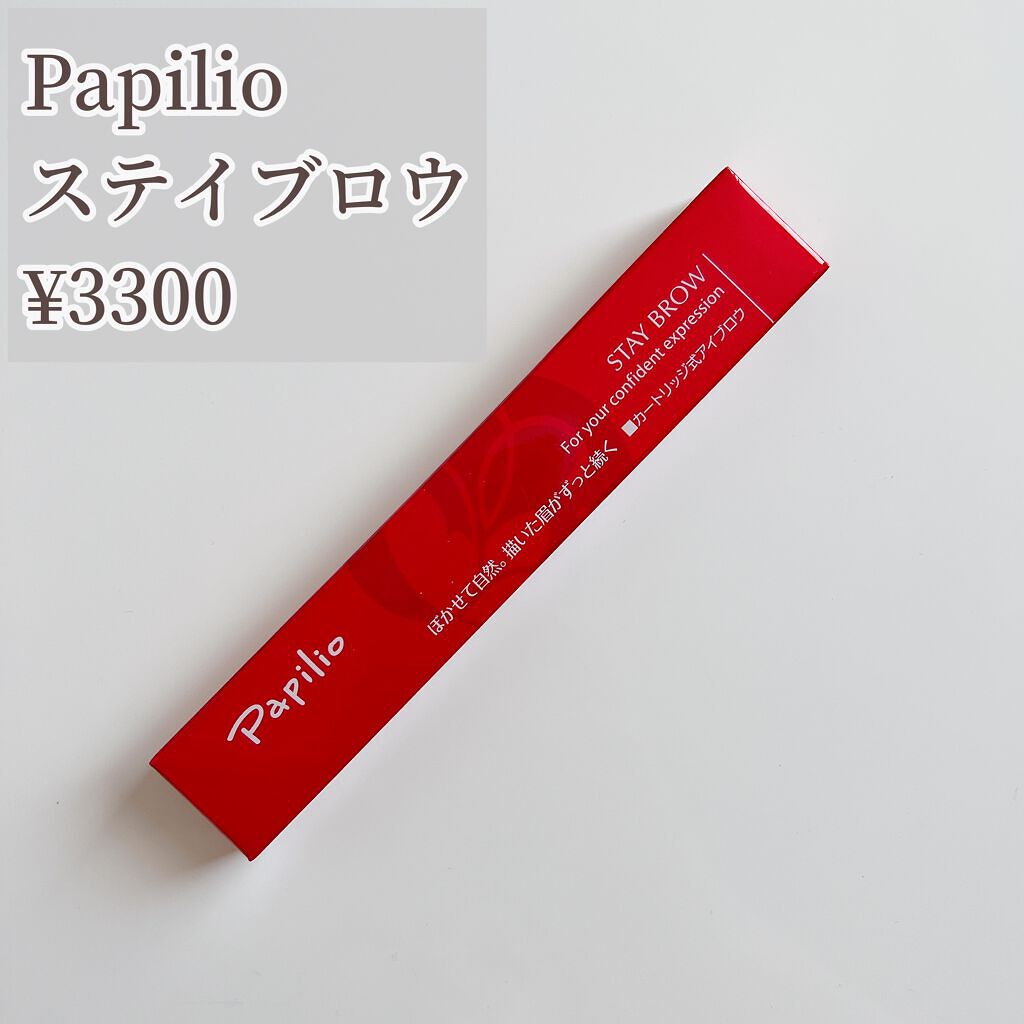 Papilio
ステイブロウ
¥3300
STAY BROW
For your confident expression
■カートリッジ式アイブロウ
ぼかせて自然。描いた眉がずっと続く
Papilio